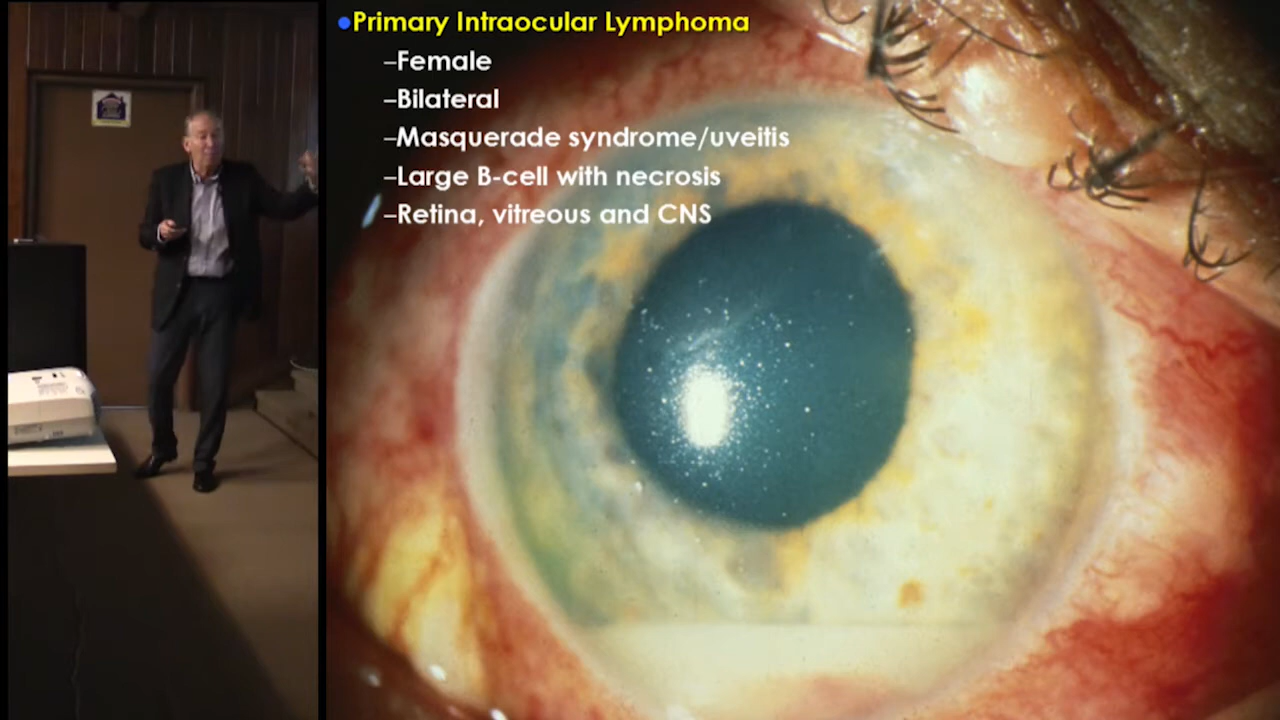 ●Primary Intraocular Lymphoma
–Female
–Bilateral
–Masquerade syndrome/uveitis
–Large B-cell with necrosis
–Retina, vitreous and CNS